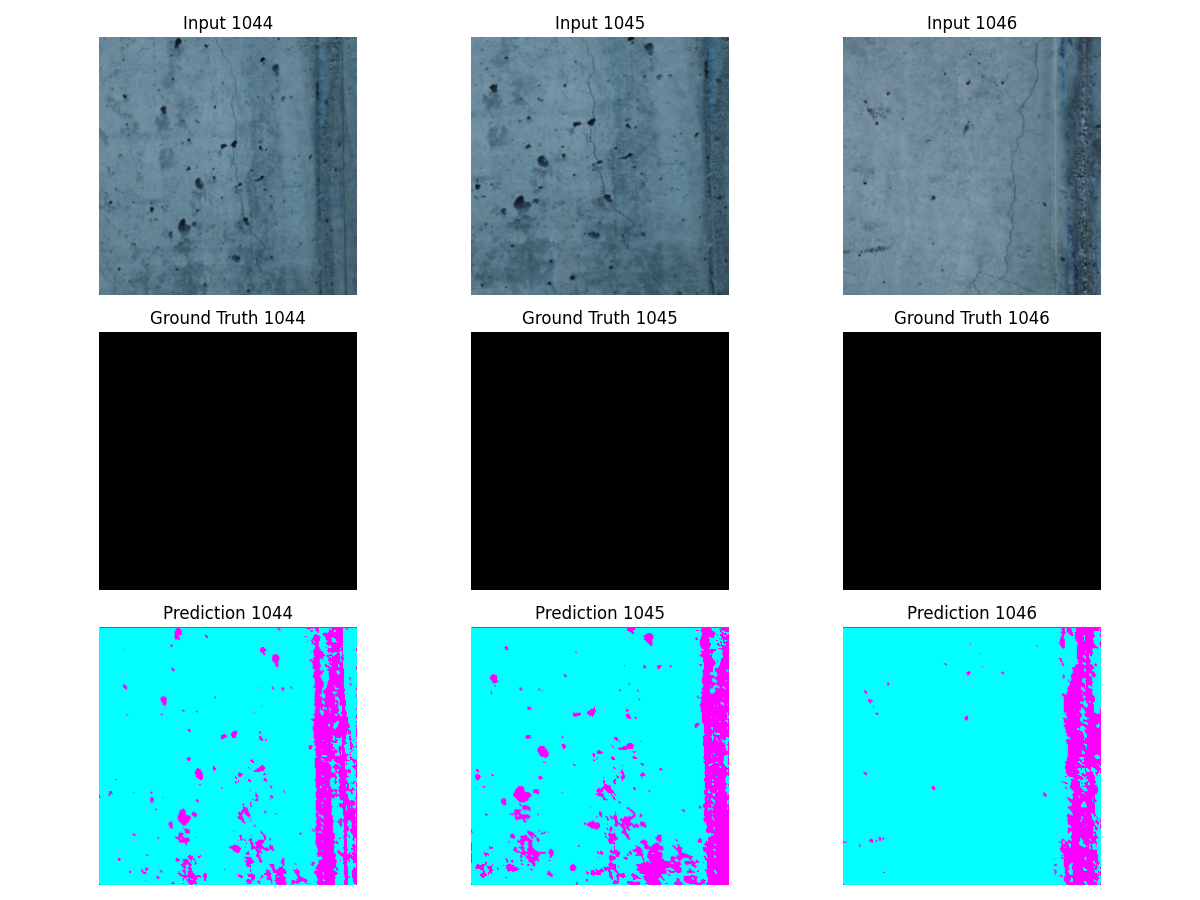 Input 1044
Input 1045
Input 1046
Ground Truth 1044
Ground Truth 1045
Ground Truth 1046
Prediction 1044
Prediction 1045
Prediction 1046